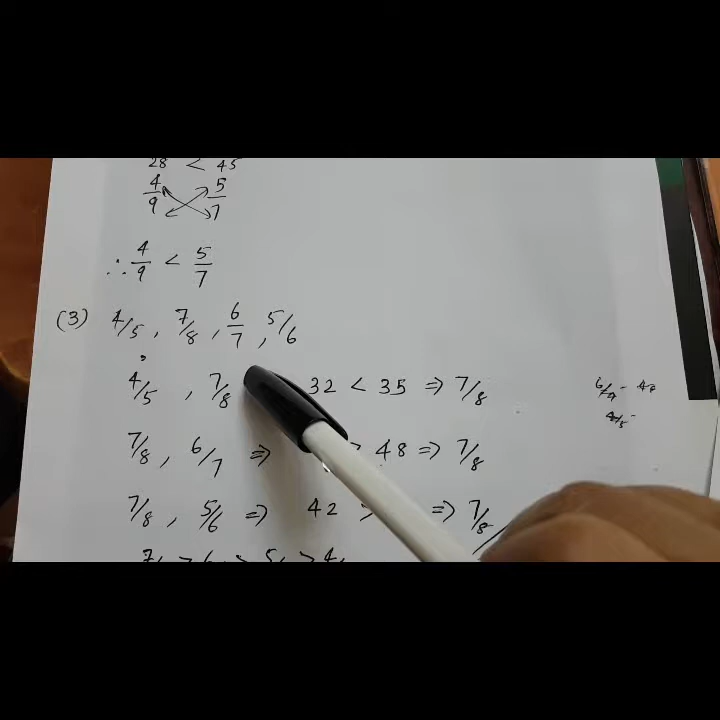 28 < 45
4/9 5/7
∴ 4/9 < 5/7
(3) 4/5, 7/8, 6/7, 5/6
4/5, 7/8 32 < 35 ⇒ 7/8
7/8, 6/7 ⇒ > 48 ⇒ 7/8
7/8, 5/6 ⇒ 42 > ⇒ 7/8